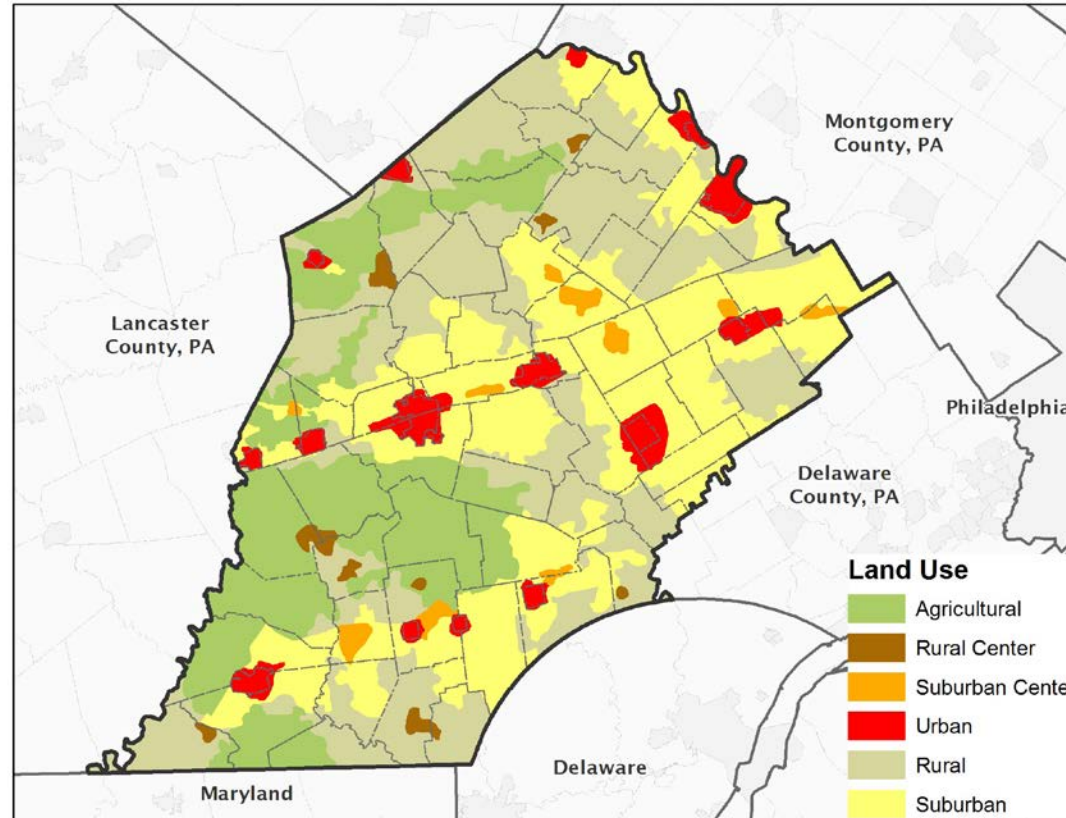 Montgomery
County, PA
Lancaster
County, PA
Philadelphia
Delaware
County, PA
Land Use
Agricultural
Rural Center
Suburban Center
Urban
Rural
Suburban
Delaware
Maryland